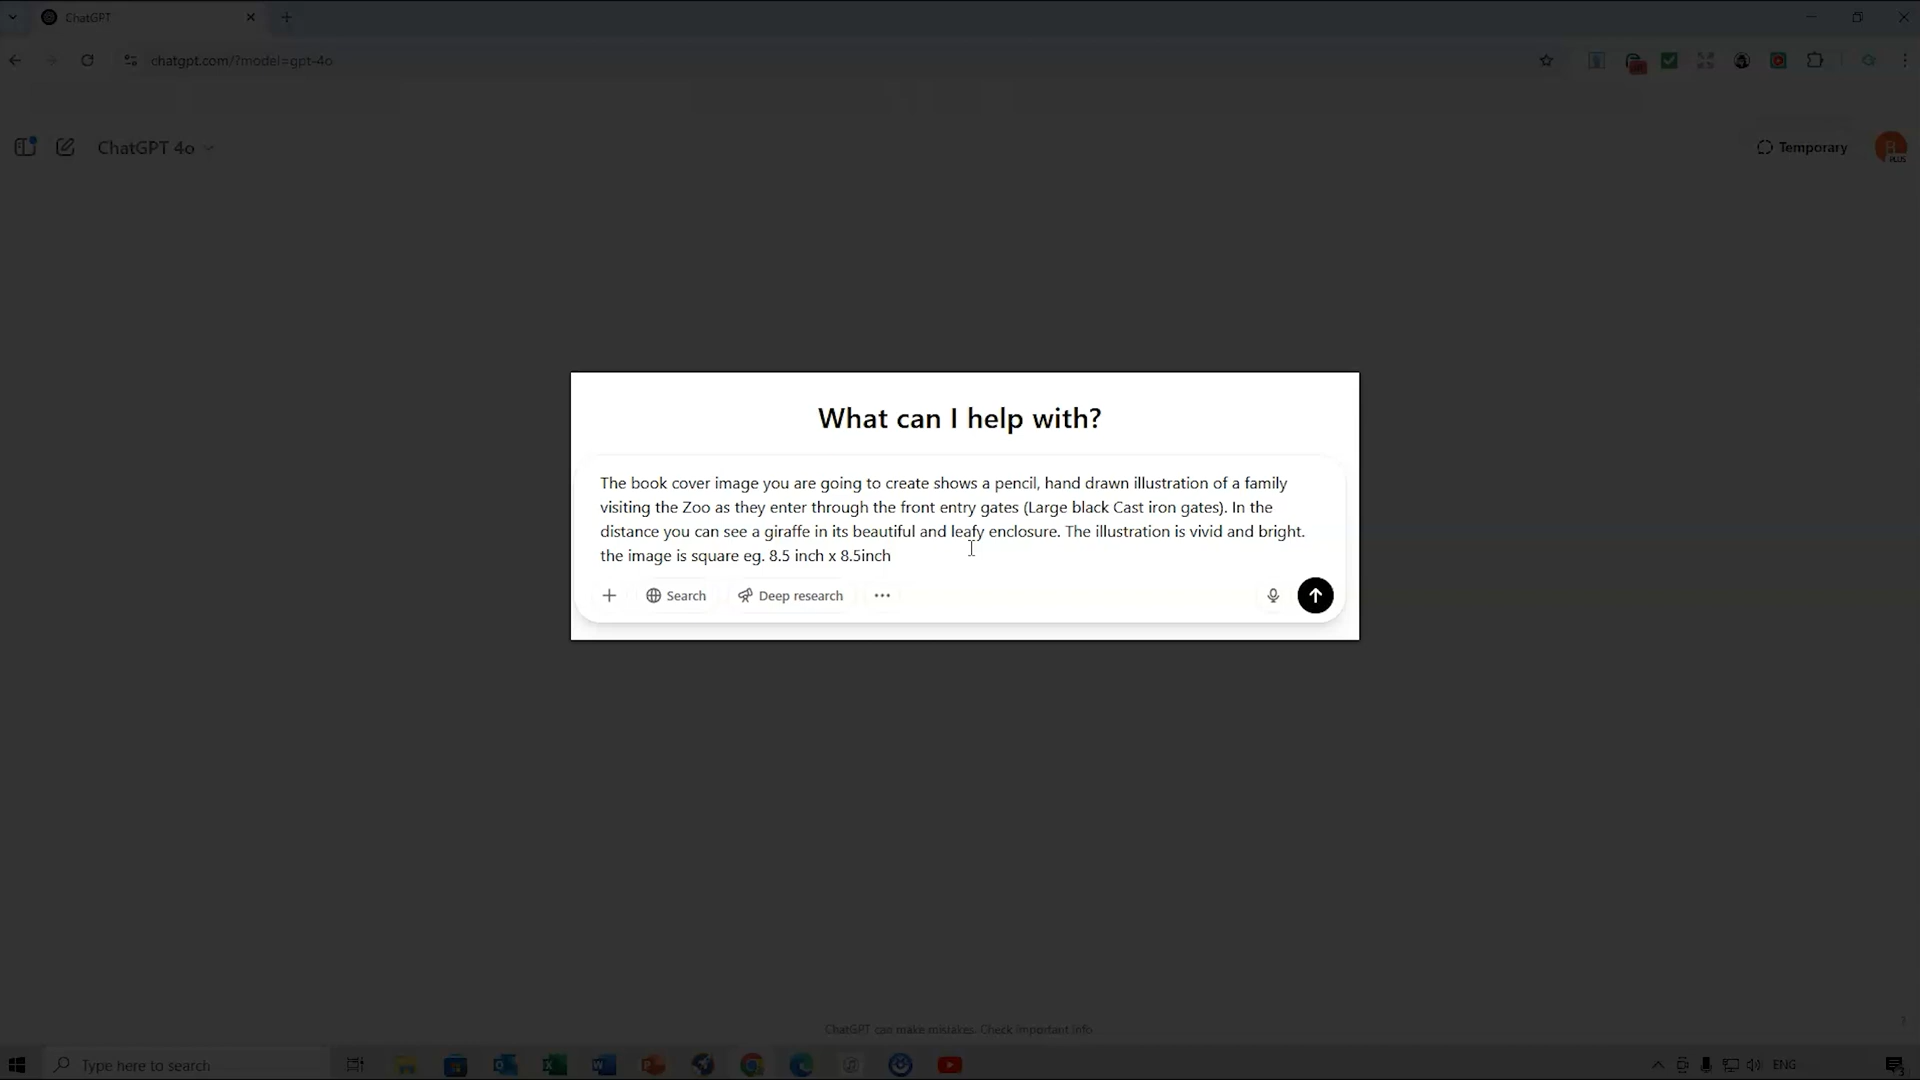 ChatGPT
chatgpt.com/?model=gpt-4o
ChatGPT 4o
Temporary
PLUS
What can I help with?
The book cover image you are going to create shows a pencil, hand drawn illustration of a family
visiting the Zoo as they enter through the front entry gates (Large black Cast iron gates). In the
distance you can see a giraffe in its beautiful and leafy enclosure. The illustration is vivid and bright.
the image is square eg. 8.5 inch x 8.5inch
Search
Deep research
ChatGPT can make mistakes. Check important info.
Type here to search
ENG